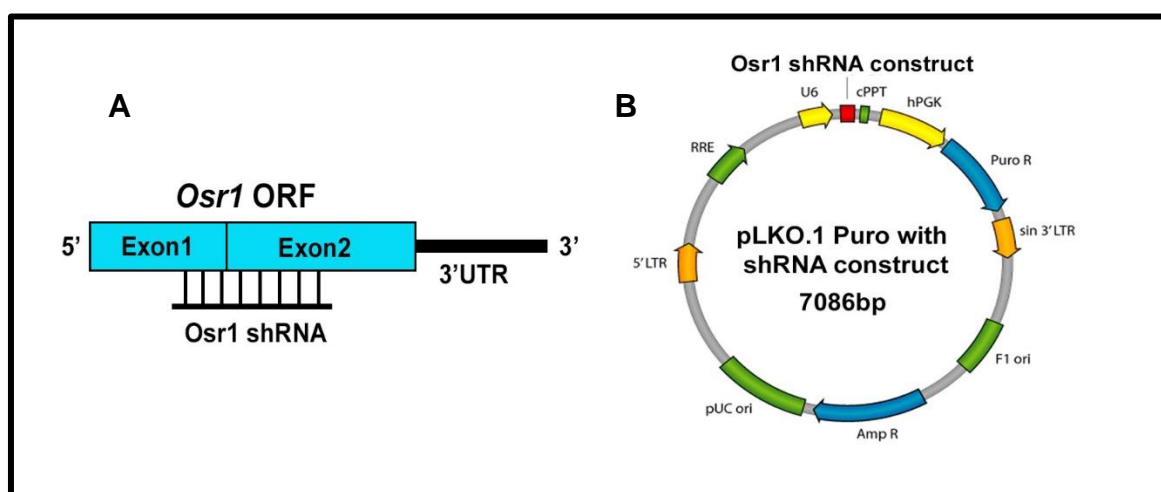 A
Osr1 ORF
5’
Exon1
Exon2
3’
3’UTR
Osr1 shRNA
B
Osr1 shRNA construct
U6
cPPT
hPGK
RRE
Puro R
pLKO.1 Puro with
shRNA construct
7086bp
sin 3’LTR
5’LTR
F1 ori
pUC ori
Amp R